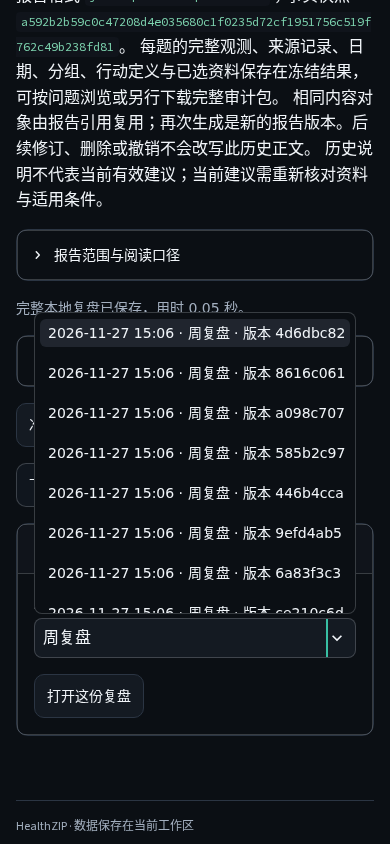 a592b2b59c0c47208d4e035680c1f0235d72cf1951756c519f
762c49b238fd81 。 每题的完整观测、来源记录、日
期、分组、行动定义与已选资料保存在冻结结果，
可按问题浏览或另行下载完整审计包。 相同内容对
象由报告引用复用；再次生成是新的报告版本。后
续修订、删除或撤销不会改写此历史正文。 历史说
明不代表当前有效建议；当前建议需重新核对资料
与适用条件。
报告范围与阅读口径
完整本地复盘已保存，用时 0.05 秒。
2026-11-27 15:06 · 周复盘 · 版本 4d6dbc82
2026-11-27 15:06 · 周复盘 · 版本 8616c061
2026-11-27 15:06 · 周复盘 · 版本 a098c707
2026-11-27 15:06 · 周复盘 · 版本 585b2c97
2026-11-27 15:06 · 周复盘 · 版本 446b4cca
2026-11-27 15:06 · 周复盘 · 版本 9efd4ab5
2026-11-27 15:06 · 周复盘 · 版本 6a83f3c3
2026-11-27 15:06 · 周复盘 · 版本 ce210c6d
周复盘
打开这份复盘
HealthZIP · 数据保存在当前工作区